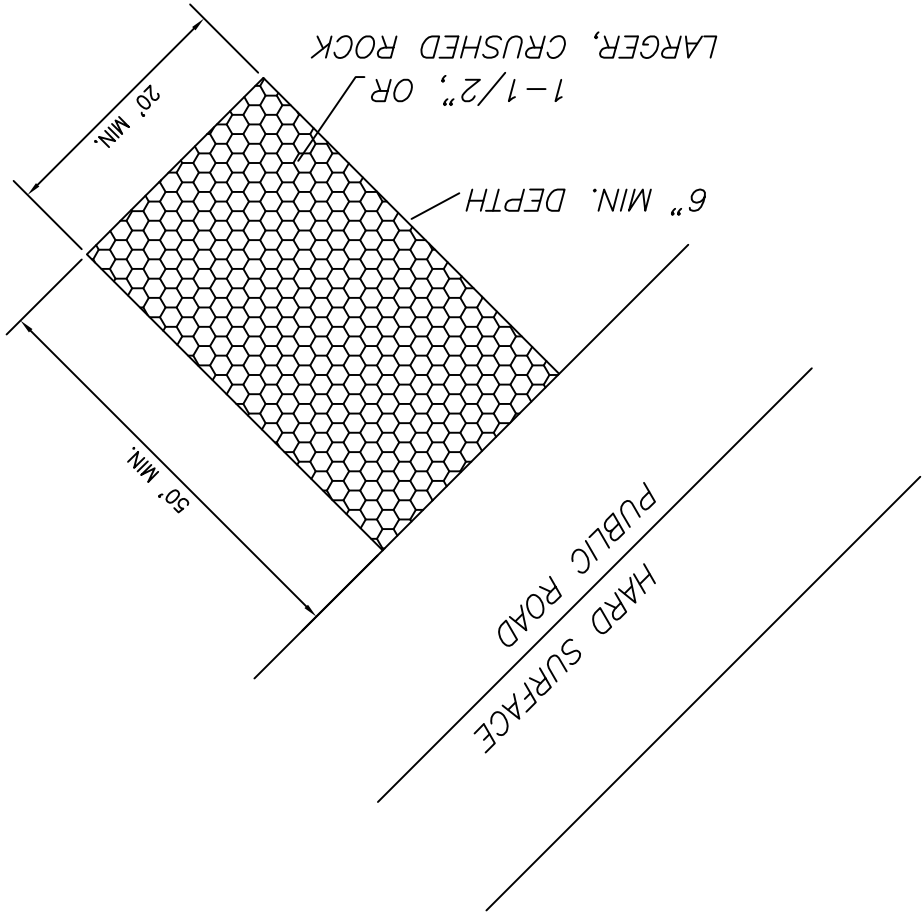 HARD SURFACE
PUBLIC ROAD
50' MIN.
6" MIN. DEPTH
1-1/2", OR
LARGER, CRUSHED ROCK
20' MIN.